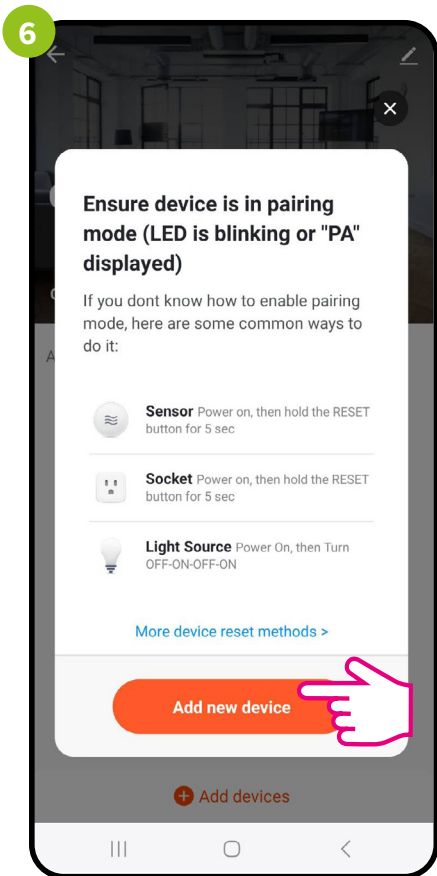 6
Ensure device is in pairing
mode (LED is blinking or "PA"
displayed)
If you dont know how to enable pairing
mode, here are some common ways to
do it:
A
Sensor Power on, then hold the RESET
button for 5 sec
Socket Power on, then hold the RESET
button for 5 sec
Light Source Power On, then Turn
OFF-ON-OFF-ON
More device reset methods >
Add new device
Add devices